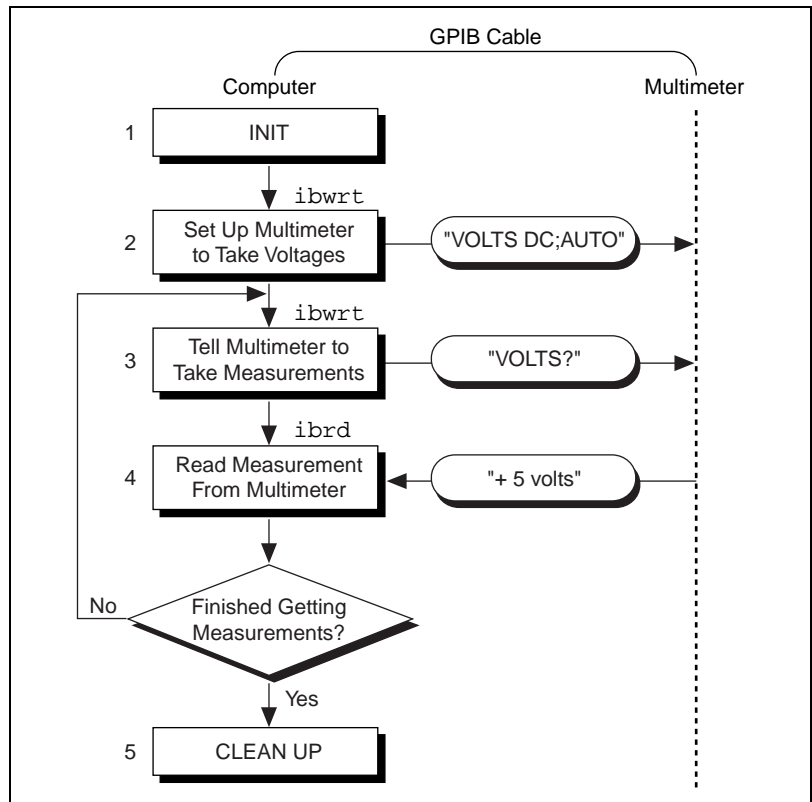 GPIB Cable
Computer
Multimeter
1
INIT
ibwrt
2
Set Up Multimeter
to Take Voltages
"VOLTS DC;AUTO"
ibwrt
3
Tell Multimeter to
Take Measurements
"VOLTS?"
ibrd
4
Read Measurement
From Multimeter
"+ 5 volts"
No
Finished Getting
Measurements?
Yes
5
CLEAN UP